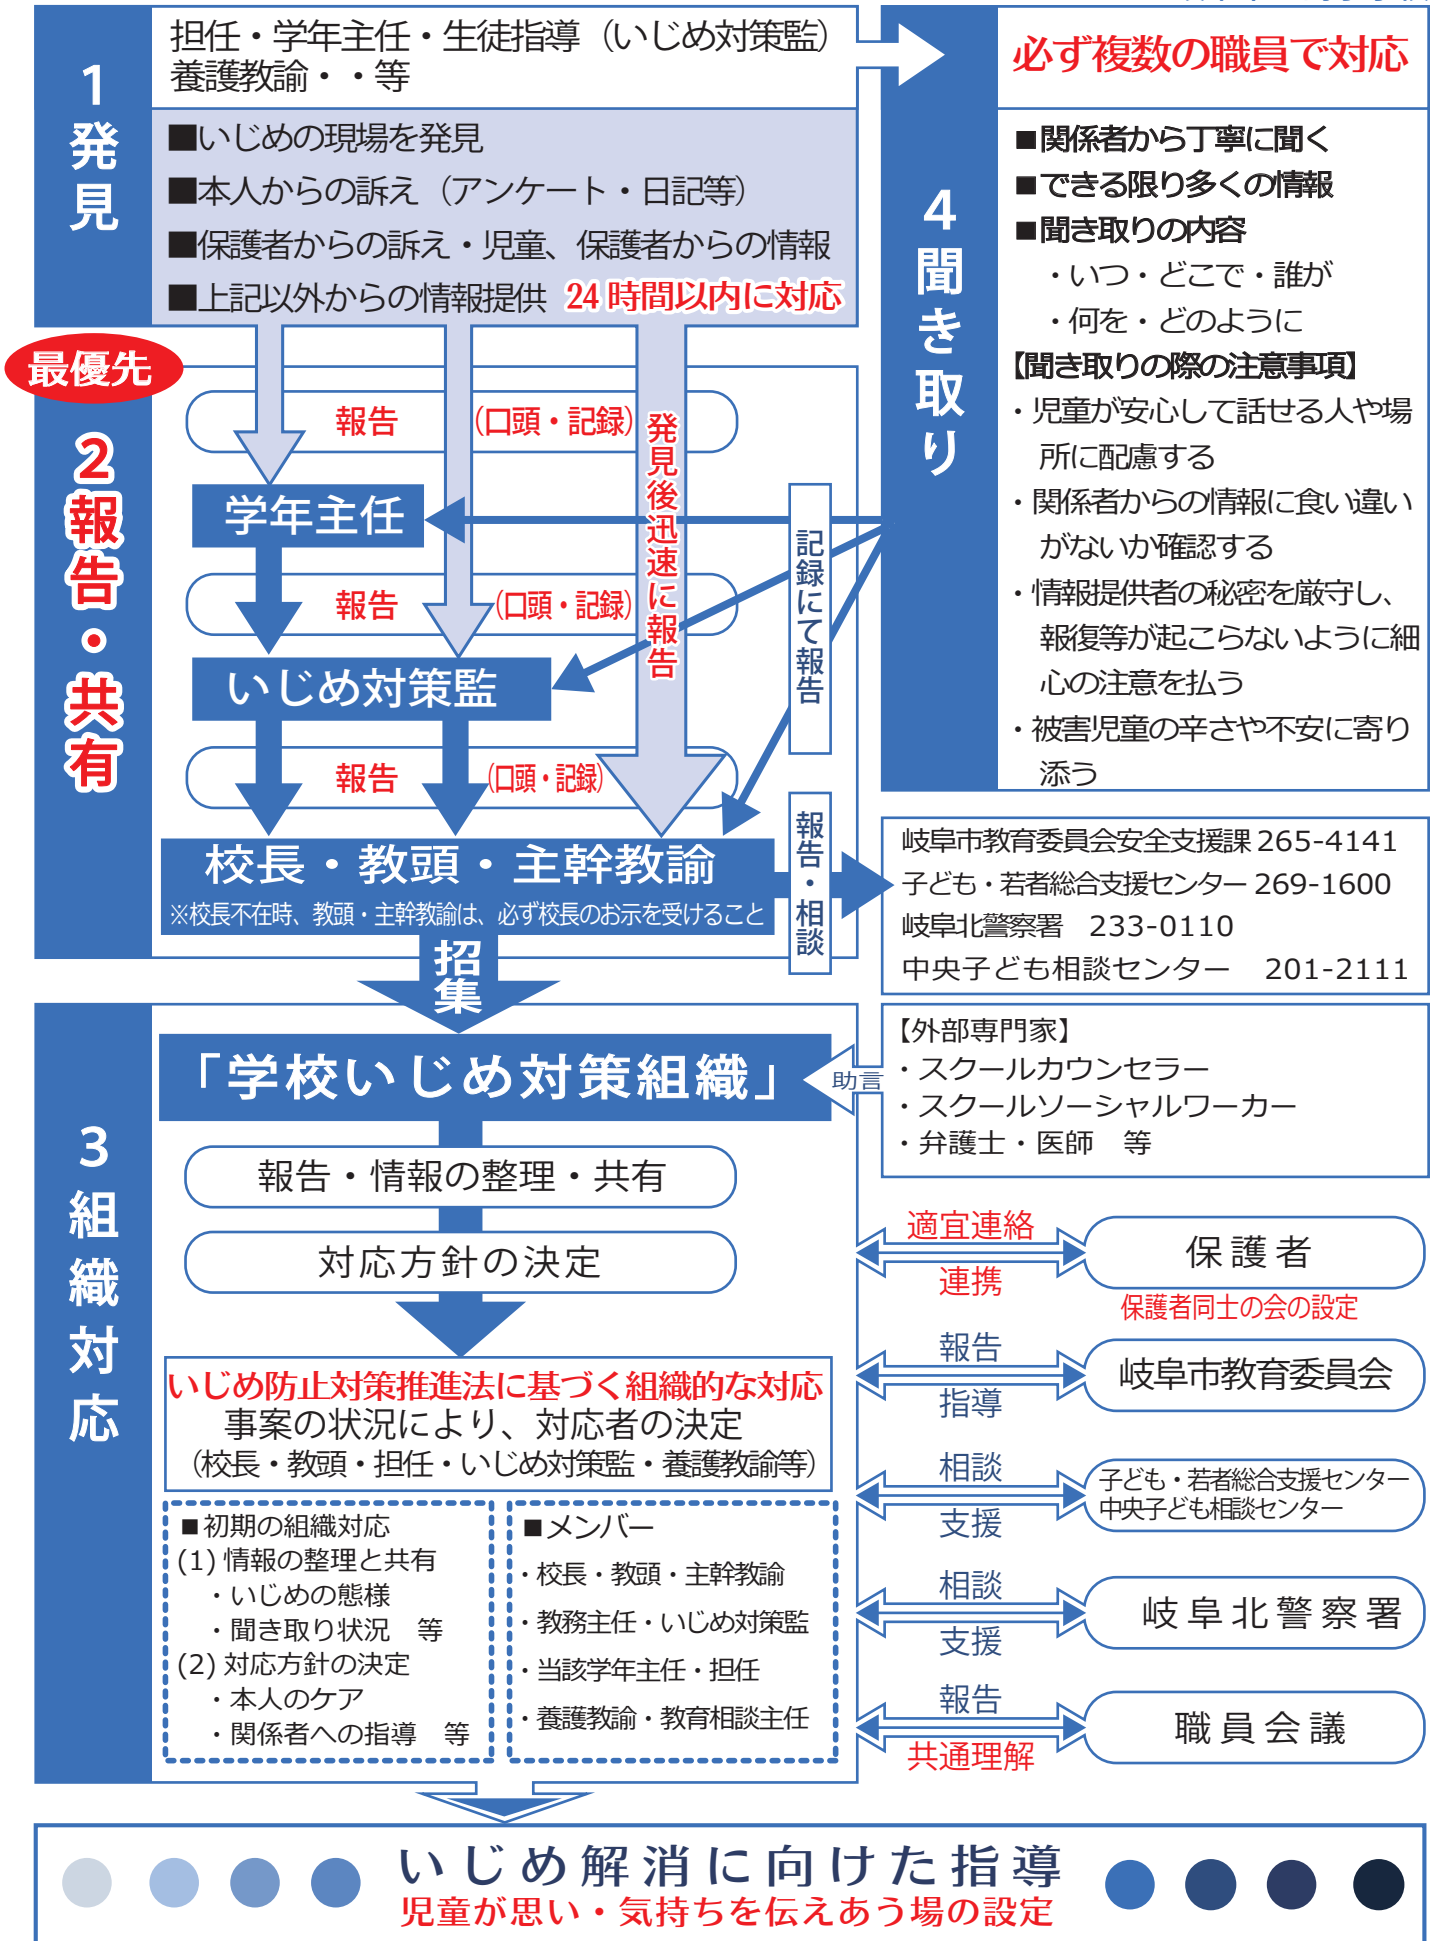 1発見
担任・学年主任・生徒指導（いじめ対策監）
養護教諭・・等
■いじめの現場を発見
■本人からの訴え（アンケート・日記等）
■保護者からの訴え・児童、保護者からの情報
■上記以外からの情報提供 24時間以内に対応
最優先
2報告・共有
報告 （口頭・記録）
学年主任
報告 （口頭・記録）
いじめ対策監
報告 （口頭・記録）
発見後迅速に報告
記録にて報告
校長・教頭・主幹教諭
※校長不在時、教頭・主幹教諭は、必ず校長のお示を受けること
報告・相談
招集
4聞き取り
必ず複数の職員で対応
■関係者から丁寧に聞く
■できる限り多くの情報
■聞き取りの内容
・いつ・どこで・誰が
・何を・どのように
【聞き取りの際の注意事項】
・児童が安心して話せる人や場
所に配慮する
・関係者からの情報に食い違い
がないか確認する
・情報提供者の秘密を厳守し、
報復等が起こらないように細
心の注意を払う
・被害児童の辛さや不安に寄り
添う
岐阜市教育委員会安全支援課 265-4141
子ども・若者総合支援センター 269-1600
岐阜北警察署　233-0110
中央子ども相談センター　201-2111
3組織対応
「学校いじめ対策組織」
助言
【外部専門家】
・スクールカウンセラー
・スクールソーシャルワーカー
・弁護士・医師　等
報告・情報の整理・共有
対応方針の決定
いじめ防止対策推進法に基づく組織的な対応
事案の状況により、対応者の決定
（校長・教頭・担任・いじめ対策監・養護教諭等）
■初期の組織対応
(1) 情報の整理と共有
・いじめの態様
・聞き取り状況　等
(2) 対応方針の決定
・本人のケア
・関係者への指導　等
■メンバー
・校長・教頭・主幹教諭
・教務主任・いじめ対策監
・当該学年主任・担任
・養護教諭・教育相談主任
適宜連絡
連携
保護者
保護者同士の会の設定
報告
指導
岐阜市教育委員会
相談
支援
子ども・若者総合支援センター
中央子ども相談センター
相談
支援
岐阜北警察署
報告
共通理解
職員会議
いじめ解消に向けた指導
児童が思い・気持ちを伝えあう場の設定